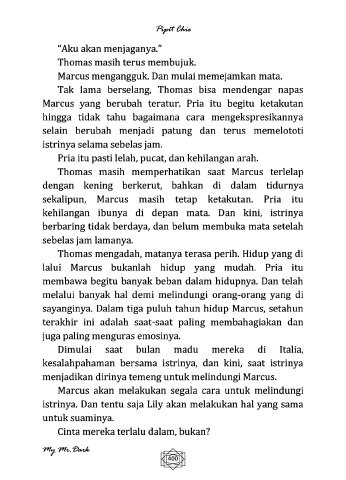 Pipit Chie
"Aku akan menjaganya."
Thomas masih terus membujuk.
Marcus mengangguk. Dan mulai memejamkan mata.
Tak lama berselang, Thomas bisa mendengar napas
Marcus yang berubah teratur. Pria itu begitu ketakutan
hingga tidak tahu bagaimana cara mengekspresikannya
selain berubah menjadi patung dan terus memelototi
istrinya selama sebelas jam.
Pria itu pasti lelah, pucat, dan kehilangan arah.
Thomas masih memperhatikan saat Marcus terlelap
dengan kening berkerut, bahkan di dalam tidurnya
sekalipun, Marcus masih tetap ketakutan. Pria itu
kehilangan ibunya di depan mata. Dan kini, istrinya
berbaring tidak berdaya, dan belum membuka mata setelah
sebelas jam lamanya.
Thomas mengadah, matanya terasa perih. Hidup yang di
lalui Marcus bukanlah hidup yang mudah. Pria itu
membawa begitu banyak beban dalam hidupnya. Dan telah
melalui banyak hal demi melindungi orang-orang yang di
sayanginya. Dalam tiga puluh tahun hidup Marcus, setahun
terakhir ini adalah saat-saat paling membahagiakan dan
juga paling menguras emosinya.
Dimulai saat bulan madu mereka di Italia,
kesalahpahaman bersama istrinya, dan kini, saat istrinya
menjadikan dirinya temeng untuk melindungi Marcus.
Marcus akan melakukan segala cara untuk melindungi
istrinya. Dan tentu saja Lily akan melakukan hal yang sama
untuk suaminya.
Cinta mereka terlalu dalam, bukan?
My Mr. Dark
400